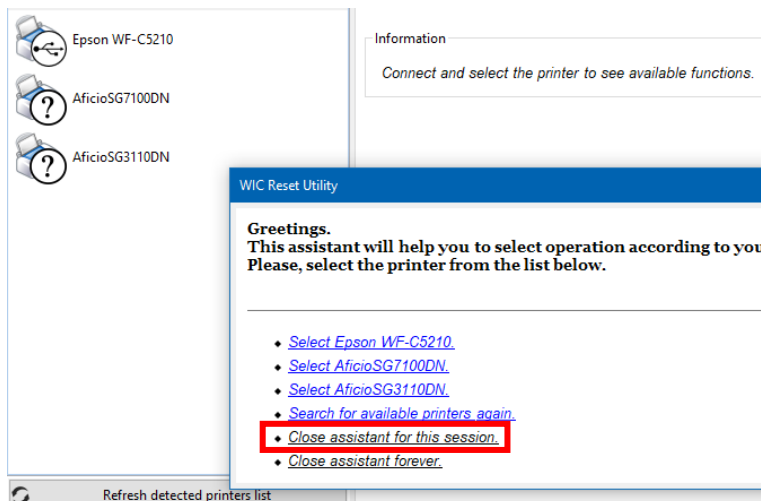 Epson WF-C5210
AficioSG7100DN
AficioSG3110DN
Information
Connect and select the printer to see available functions.
WIC Reset Utility
Greetings.
This assistant will help you to select operation according to you
Please, select the printer from the list below.
Select Epson WF-C5210.
Select AficioSG7100DN.
Select AficioSG3110DN.
Search for available printers again.
Close assistant for this session.
Close assistant forever.
Refresh detected printers list